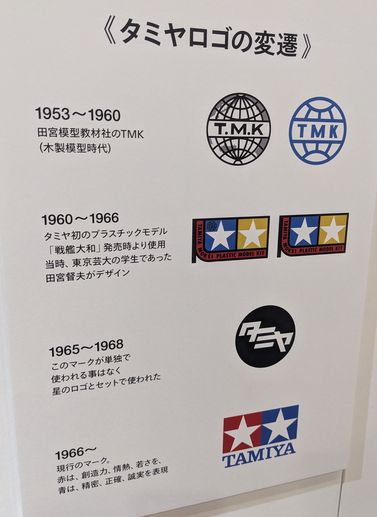 《タミヤロゴの変遷》
1953〜1960
田宮模型教材社のTMK
（木製模型時代）
T.M.K
TMK
1960〜1966
タミヤ初のプラスチックモデル
「戦艦大和」発売時より使用
当時、東京芸大の学生であった
田宮督夫がデザイン
PLASTIC MODEL KIT
PLASTIC MODEL KIT
1965〜1968
このマークが単独で
使われる事はなく
星のロゴとセットで使われた
タミヤ
1966〜
現行のマーク。
赤は、創造力、情熱、若さを、
青は、精密、正確、誠実を表現
TAMIYA